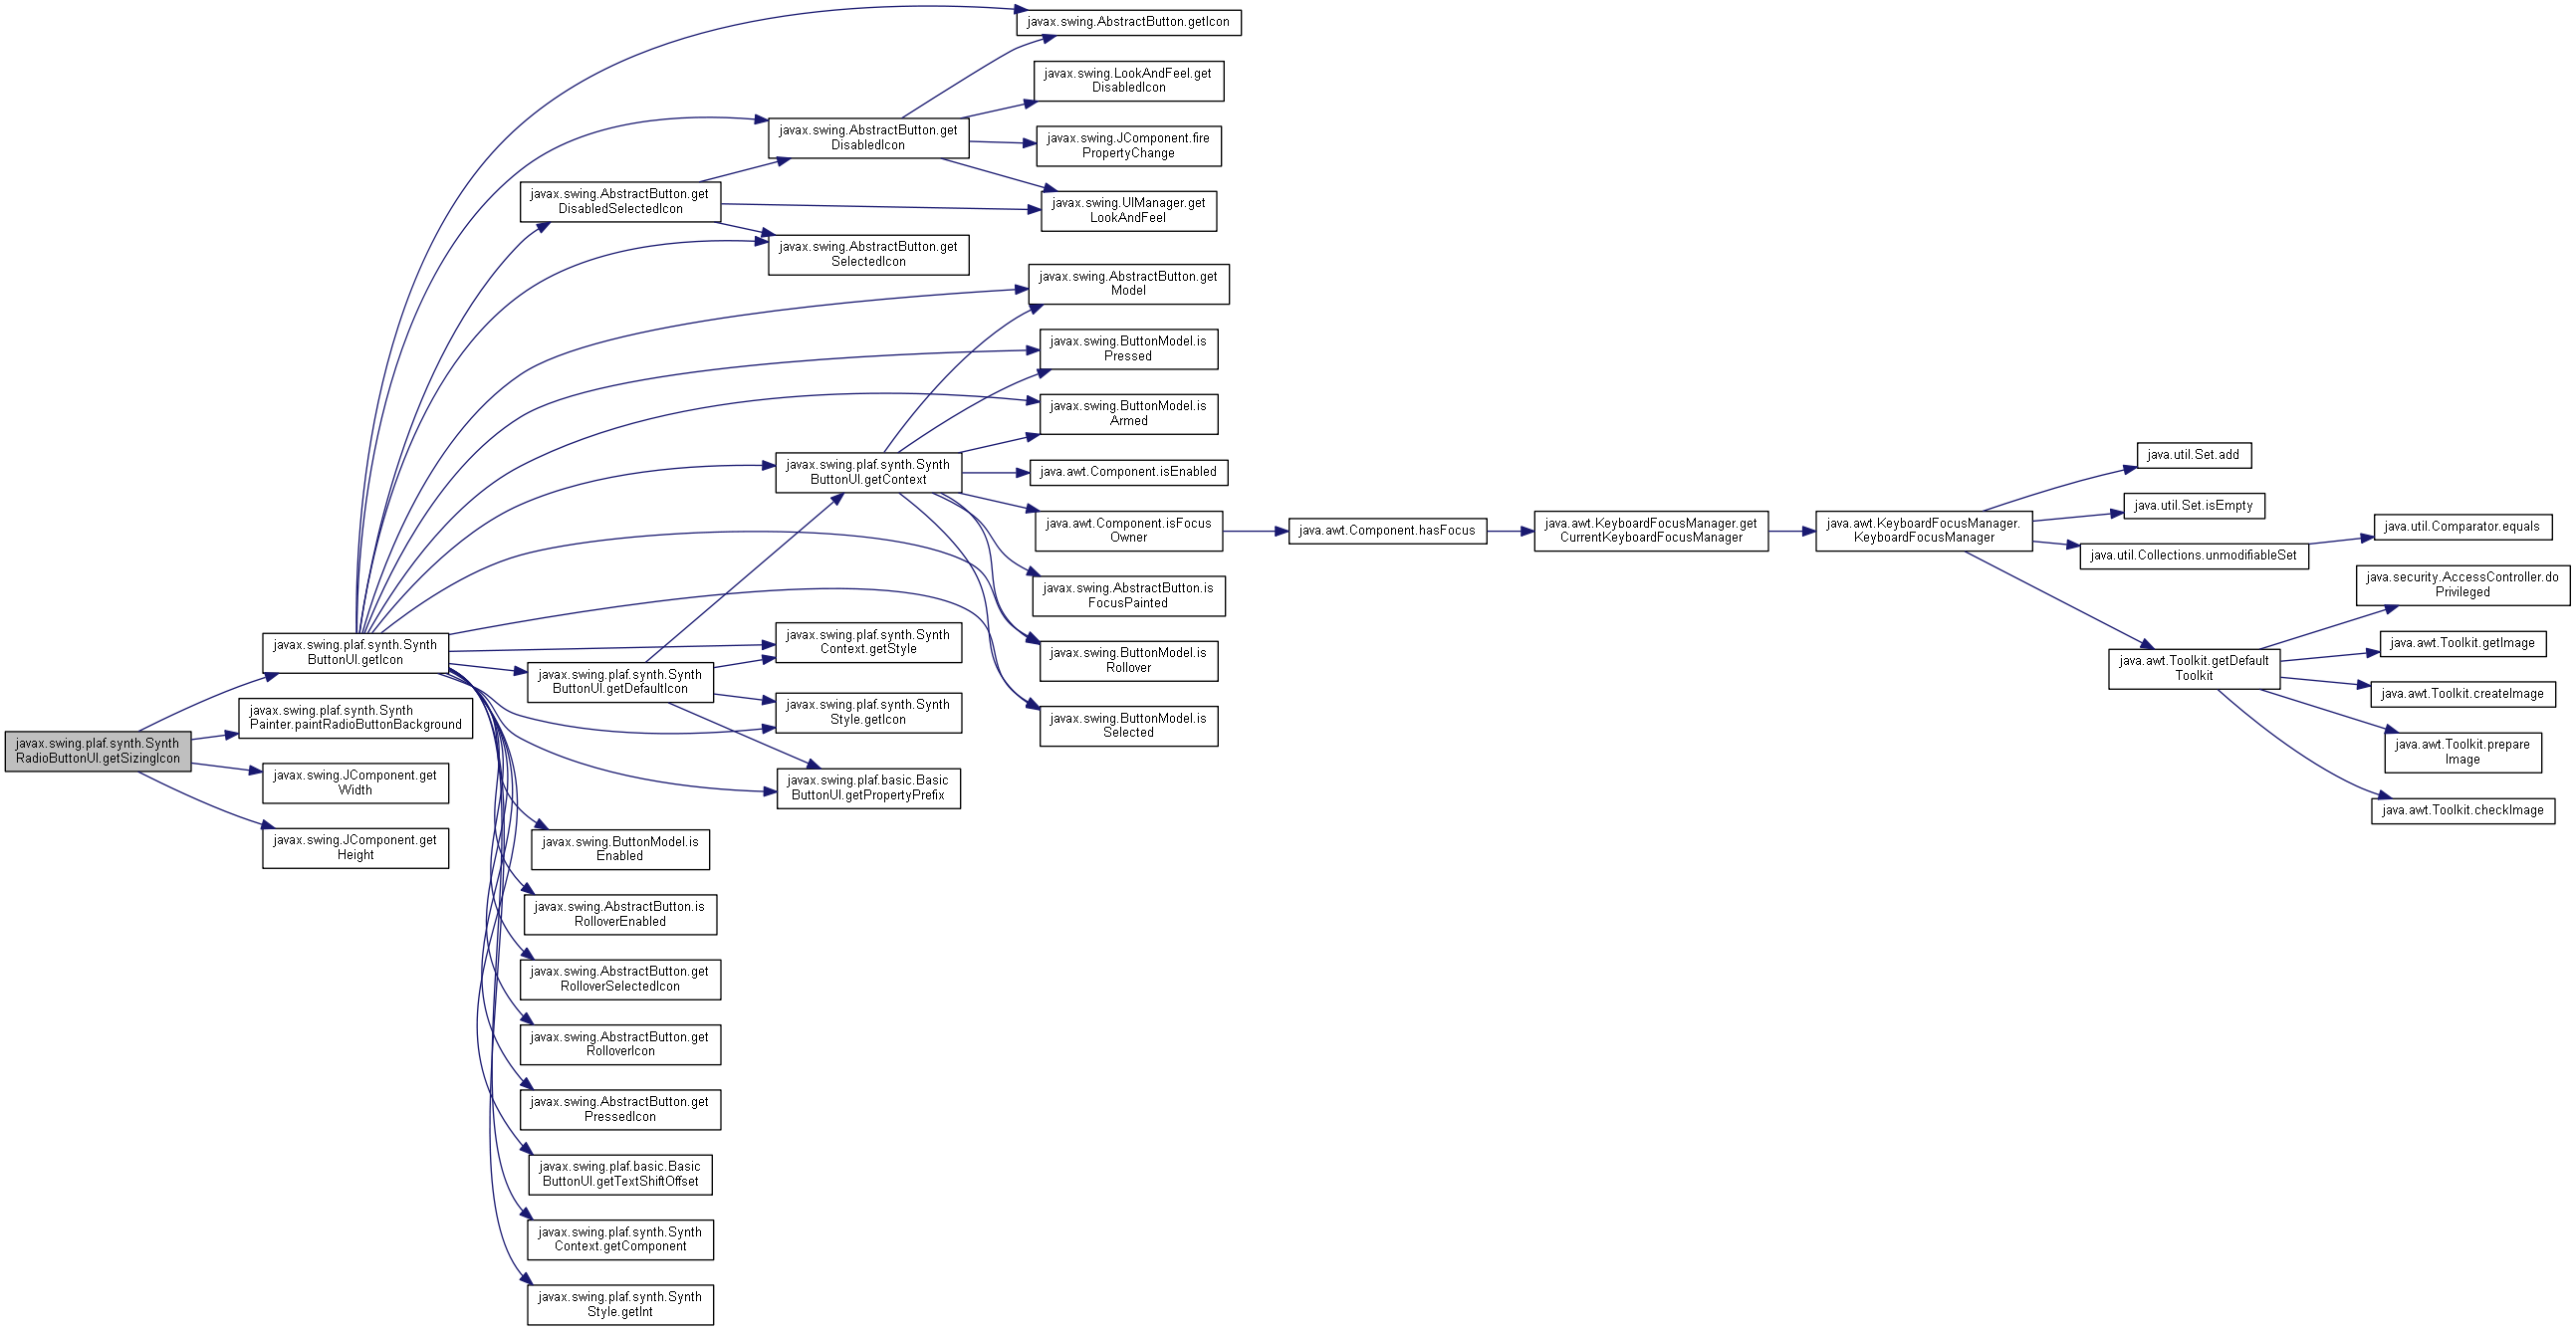 javax.swing.AbstractButton.getIcon
javax.swing.LookAndFeel.get
DisabledIcon
javax.swing.AbstractButton.get
DisabledIcon
javax.swing.JComponent.fire
PropertyChange
javax.swing.AbstractButton.get
DisabledSelectedIcon
javax.swing.UIManager.get
LookAndFeel
javax.swing.AbstractButton.get
SelectedIcon
javax.swing.AbstractButton.get
Model
javax.swing.ButtonModel.is
Pressed
javax.swing.ButtonModel.is
Armed
javax.swing.plaf.synth.Synth
ButtonUI.getContext
java.awt.Component.isEnabled
java.awt.Component.isFocus
Owner
java.awt.Component.hasFocus
java.awt.KeyboardFocusManager.get
CurrentKeyboardFocusManager
java.awt.KeyboardFocusManager.
KeyboardFocusManager
java.util.Set.add
java.util.Set.isEmpty
java.util.Collections.unmodifiableSet
java.util.Comparator.equals
java.security.AccessController.do
Privileged
java.awt.Toolkit.getDefault
Toolkit
java.awt.Toolkit.getImage
java.awt.Toolkit.createImage
java.awt.Toolkit.prepare
Image
java.awt.Toolkit.checkImage
javax.swing.AbstractButton.is
FocusPainted
javax.swing.ButtonModel.is
Rollover
javax.swing.ButtonModel.is
Selected
javax.swing.plaf.synth.Synth
ButtonUI.getIcon
javax.swing.plaf.synth.Synth
Context.getStyle
javax.swing.plaf.synth.Synth
ButtonUI.getDefaultIcon
javax.swing.plaf.synth.Synth
Style.getIcon
javax.swing.plaf.basic.Basic
ButtonUI.getPropertyPrefix
javax.swing.plaf.synth.Synth
Painter.paintRadioButtonBackground
javax.swing.plaf.synth.Synth
RadioButtonUI.getSizingIcon
javax.swing.JComponent.get
Width
javax.swing.JComponent.get
Height
javax.swing.ButtonModel.is
Enabled
javax.swing.AbstractButton.is
RolloverEnabled
javax.swing.AbstractButton.get
RolloverSelectedIcon
javax.swing.AbstractButton.get
RolloverIcon
javax.swing.AbstractButton.get
PressedIcon
javax.swing.plaf.basic.Basic
ButtonUI.getTextShiftOffset
javax.swing.plaf.synth.Synth
Context.getComponent
javax.swing.plaf.synth.Synth
Style.getInt